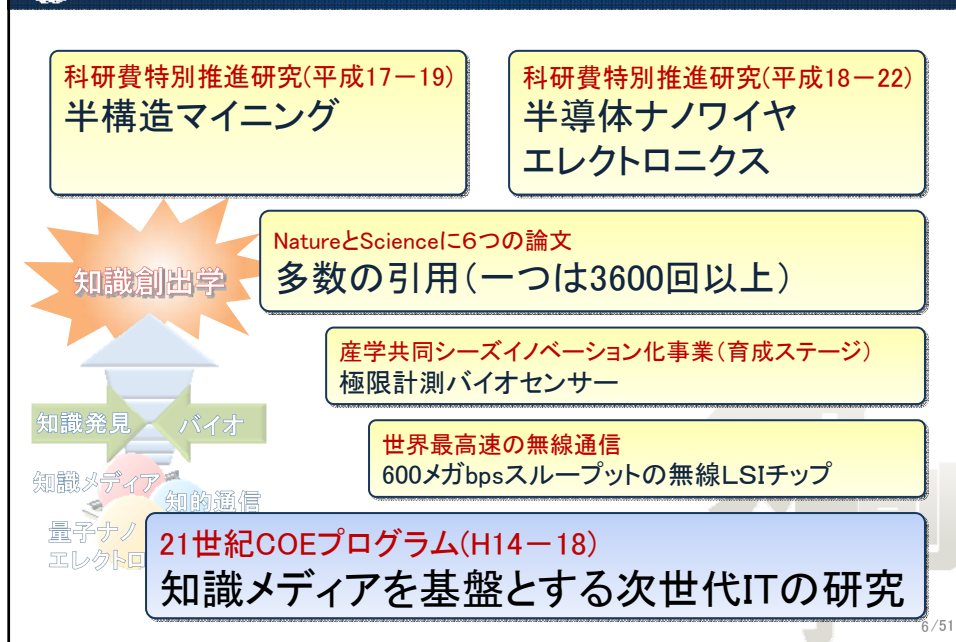 科研費特別推進研究(平成17－19)
半構造マイニング
科研費特別推進研究(平成18－22)
半導体ナノワイヤ
エレクトロニクス
NatureとScienceに6つの論文
多数の引用(一つは3600回以上)
知識創出学
産学共同シーズイノベーション化事業(育成ステージ)
極限計測バイオセンサー
知識発見
バイオ
世界最高速の無線通信
600メガbpsスループットの無線LSIチップ
知識メディア
知的通信
量子ナノ
エレクトロ
21世紀COEプログラム(H14－18)
知識メディアを基盤とする次世代ITの研究
6/51